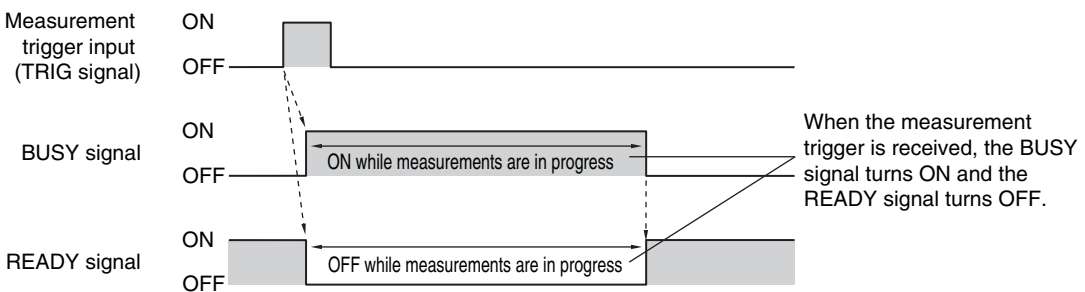 Measurement
trigger input
(TRIG signal)
ON
OFF
BUSY signal
ON
OFF
ON while measurements are in progress
When the measurement
trigger is received, the BUSY
signal turns ON and the
READY signal turns OFF.
READY signal
ON
OFF
OFF while measurements are in progress